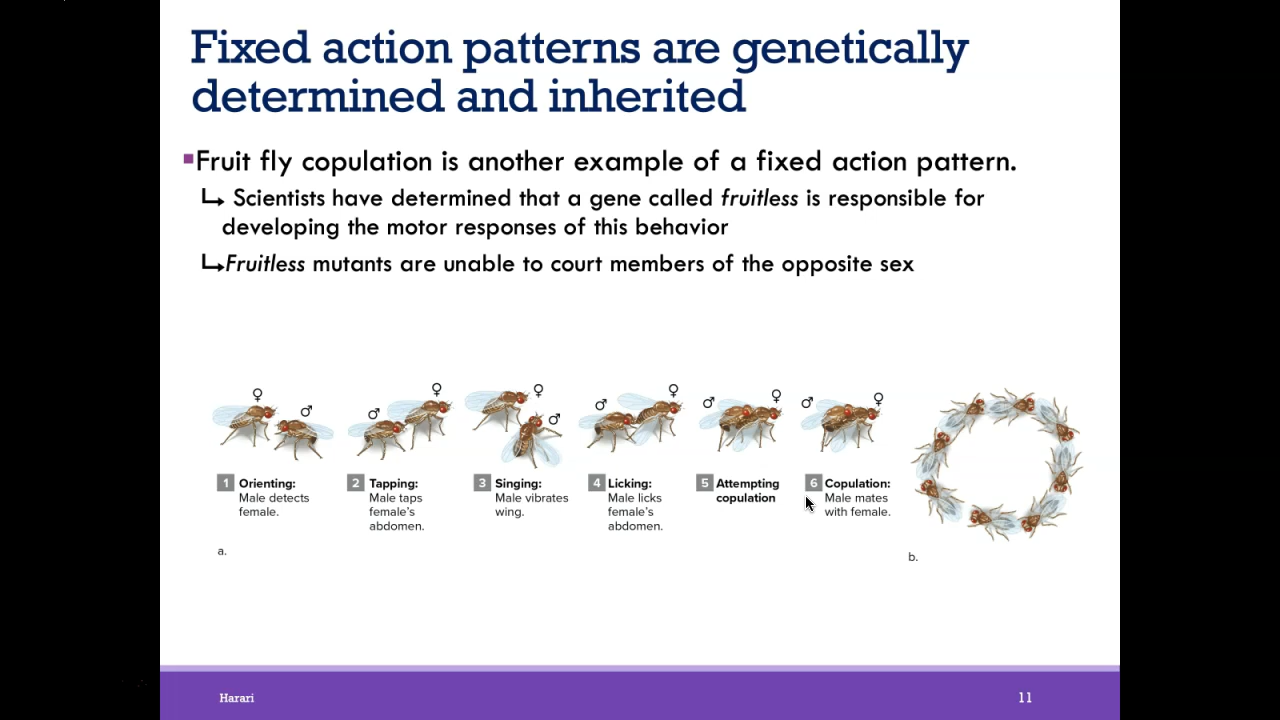 Fixed action patterns are genetically
determined and inherited
▪Fruit fly copulation is another example of a fixed action pattern.
↳ Scientists have determined that a gene called fruitless is responsible for
developing the motor responses of this behavior
↳Fruitless mutants are unable to court members of the opposite sex
♀ ♂ ♂ ♀ ♀ ♂ ♂ ♀ ♂ ♀ ♂ ♀
1 Orienting:
Male detects
female.
2 Tapping:
Male taps
female’s
abdomen.
3 Singing:
Male vibrates
wing.
4 Licking:
Male licks
female’s
abdomen.
5 Attempting
copulation
6 Copulation:
Male mates
with female.
a.
b.
Harari
11